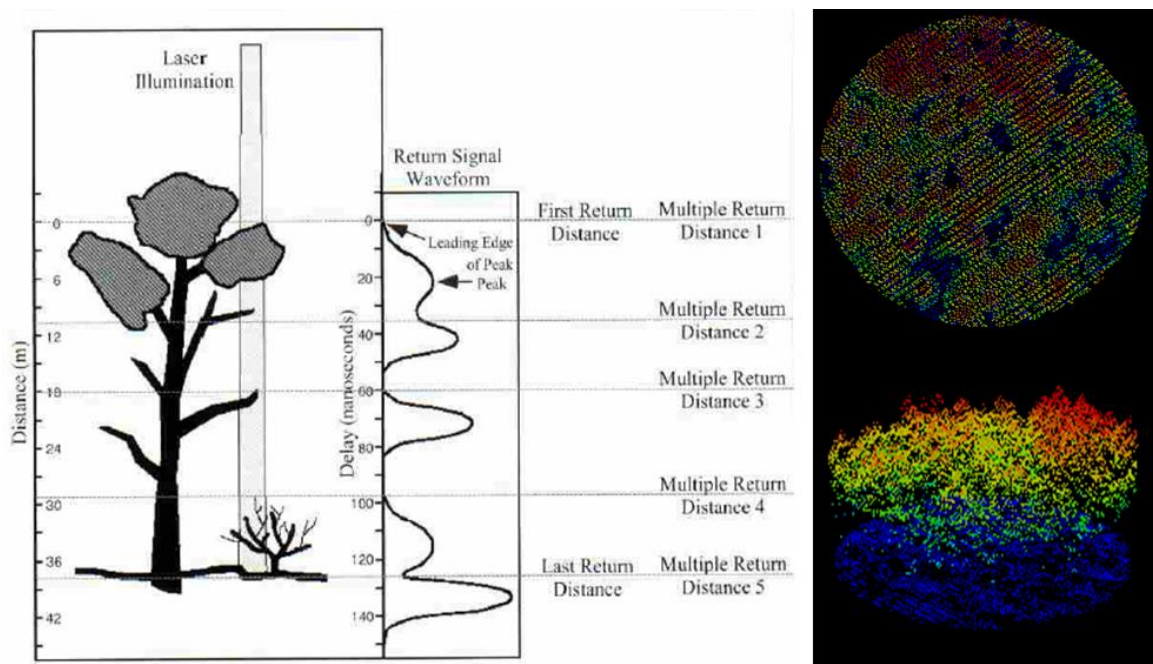 Laser
Illumination
Return Signal
Waveform
First Return
Distance
Multiple Return
Distance 1
Leading Edge
of Peak
Peak
Multiple Return
Distance 2
Multiple Return
Distance 3
Multiple Return
Distance 4
Last Return
Distance
Multiple Return
Distance 5
Distance (m)
0
6
12
18
24
30
36
42
Delay (nanoseconds)
0
20
40
60
80
100
120
140